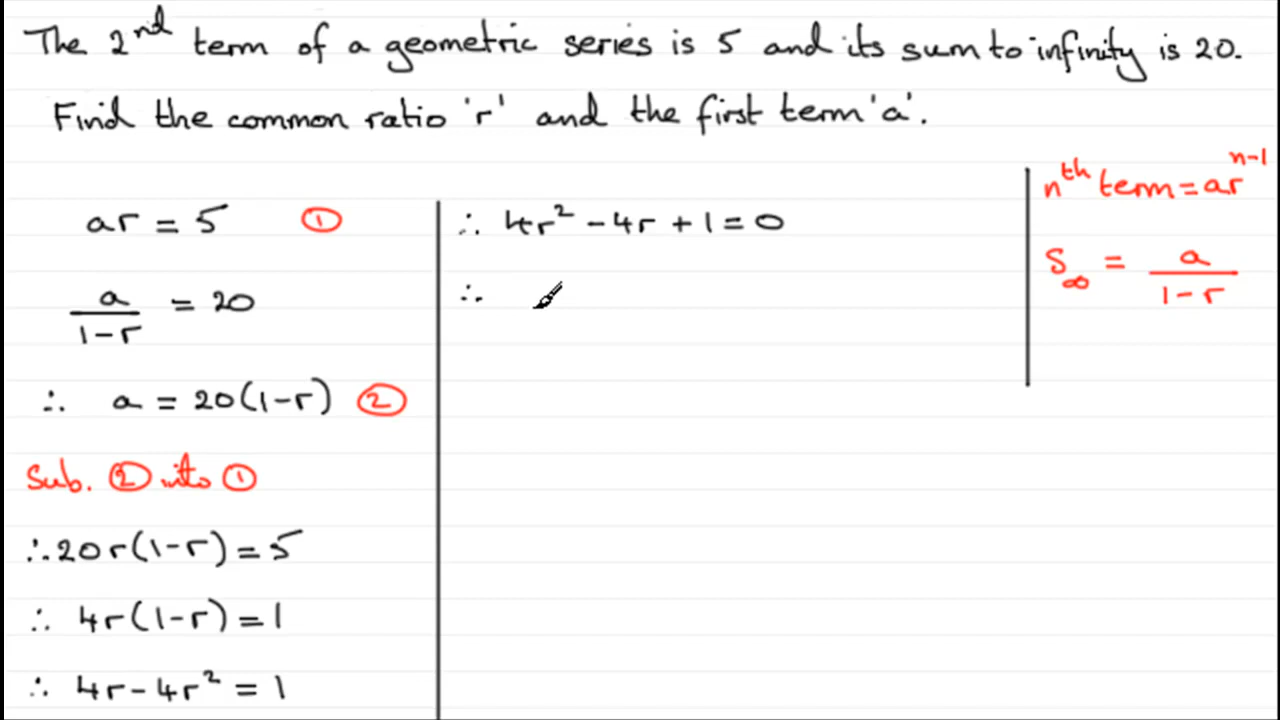 The 2nd term of a geometric series is 5 and its sum to infinity is 20.
Find the common ratio 'r' and the first term 'a'.
ar = 5 ①
a/(1-r) = 20
∴ a = 20(1-r) ②
Sub. ② into ①
∴ 20r(1-r) = 5
∴ 4r(1-r) = 1
∴ 4r - 4r² = 1
∴ 4r² - 4r + 1 = 0
∴
nth term = ar^(n-1)
S∞ = a/(1-r)